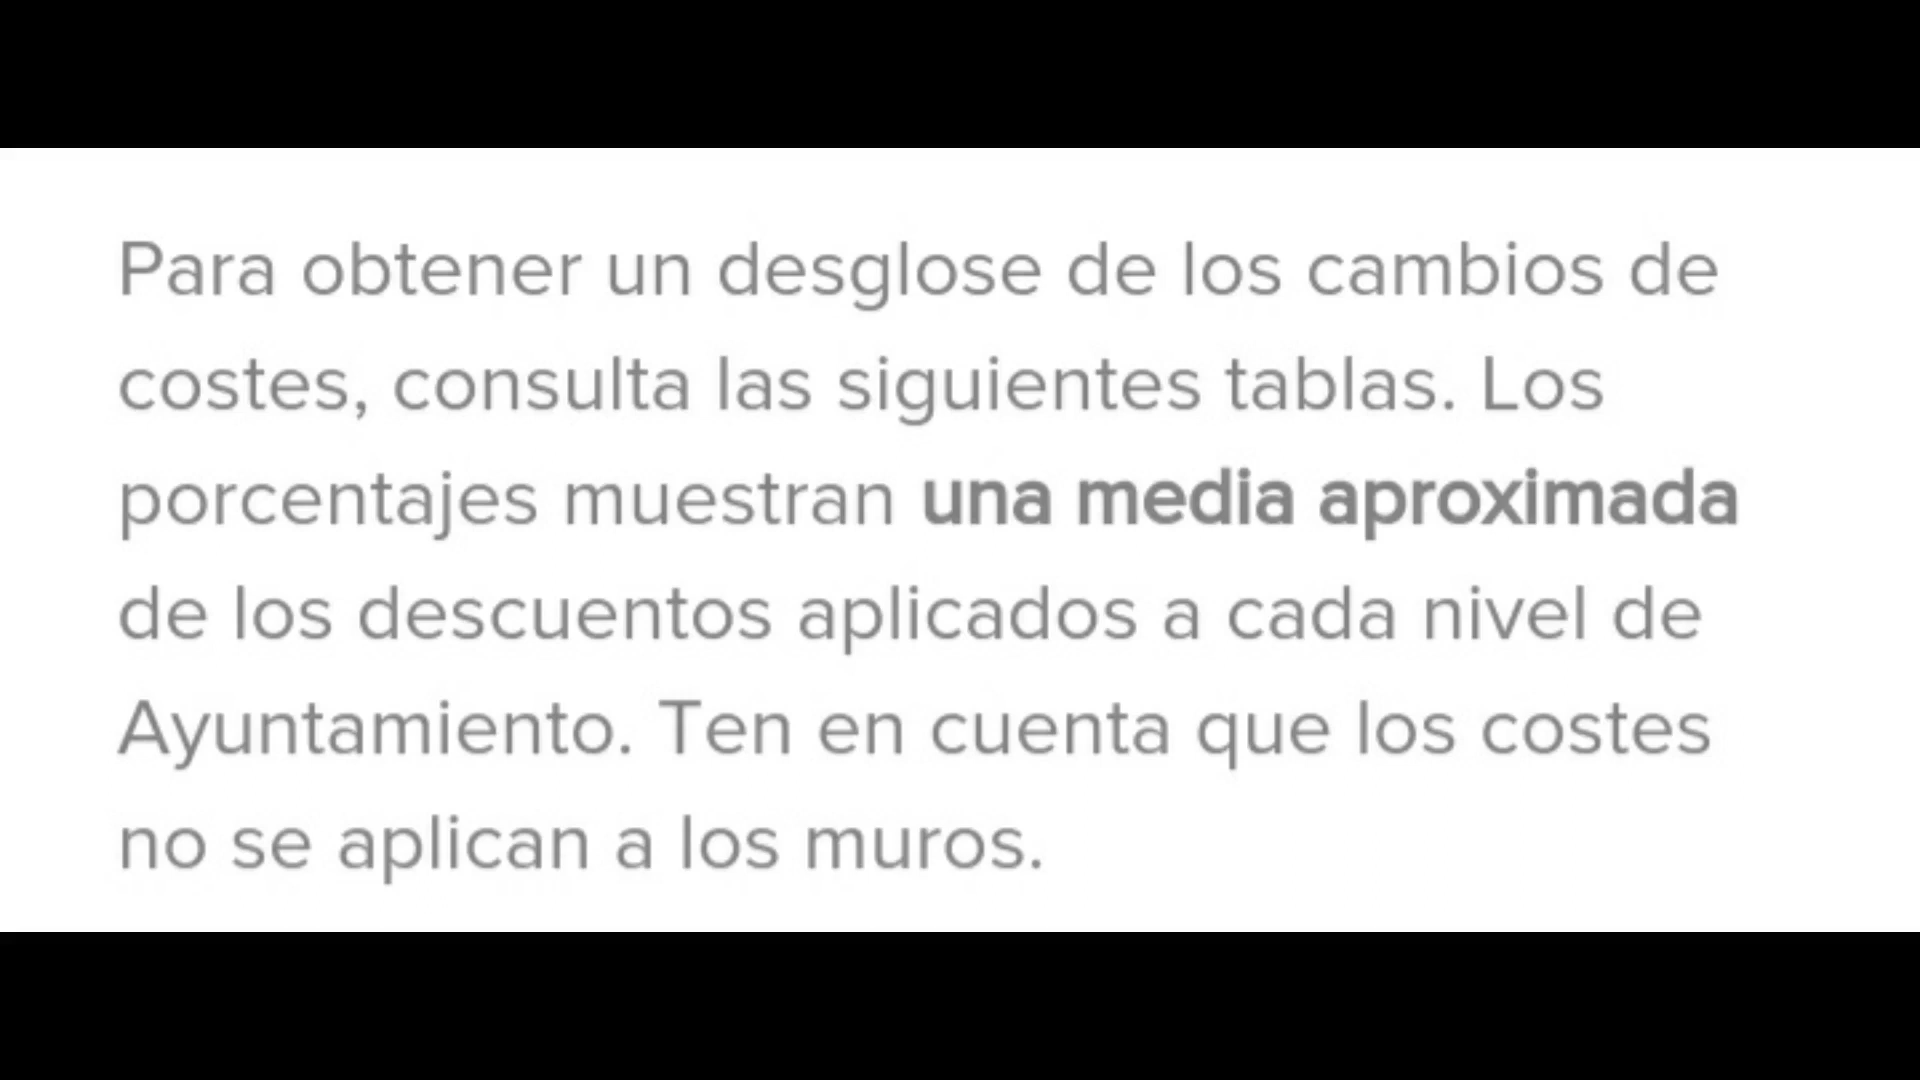 Para obtener un desglose de los cambios de
costes, consulta las siguientes tablas. Los
porcentajes muestran una media aproximada
de los descuentos aplicados a cada nivel de
Ayuntamiento. Ten en cuenta que los costes
no se aplican a los muros.